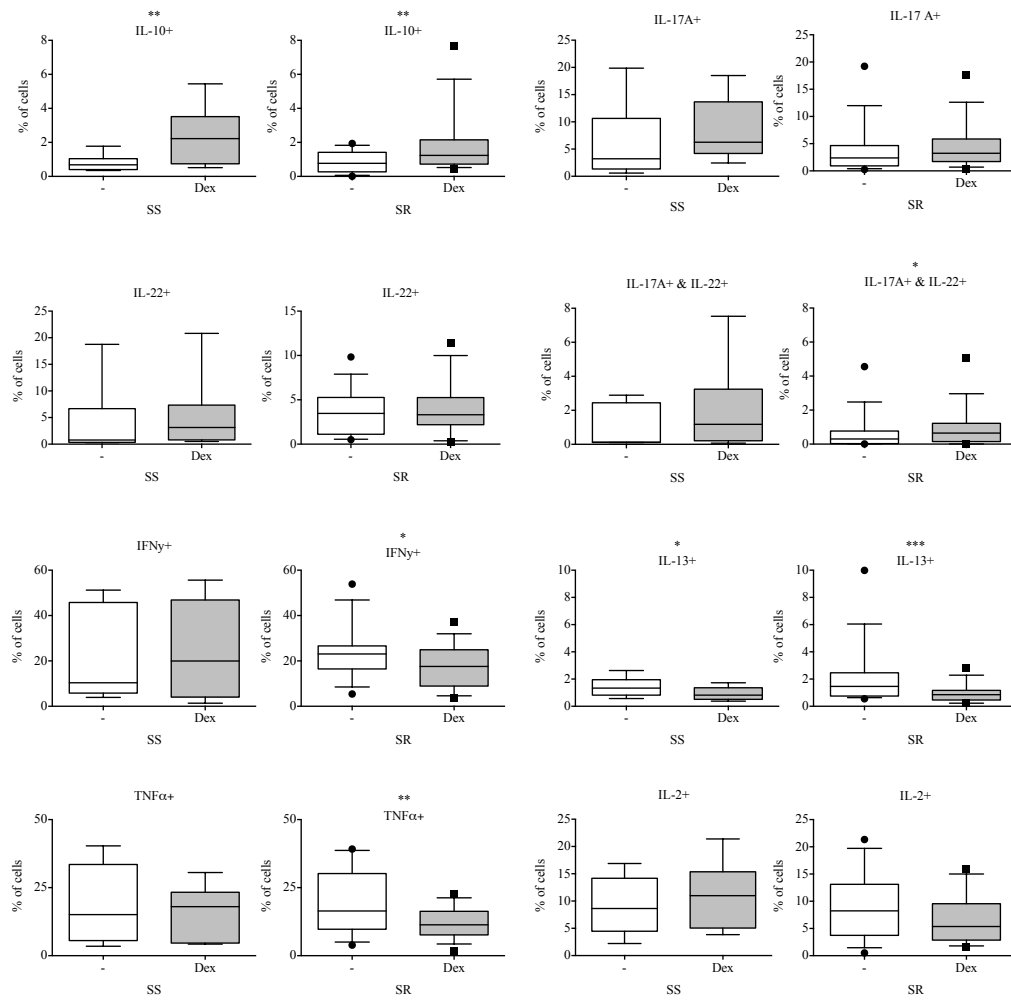 **
IL-10+
% of cells
8
6
4
2
0
-
Dex
SS
**
IL-10+
% of cells
8
6
4
2
0
-
Dex
SR
IL-17A+
% of cells
25
20
15
10
5
0
-
Dex
SS
IL-17 A+
% of cells
25
20
15
10
5
0
-
Dex
SR
IL-22+
% of cells
25
20
15
10
5
0
-
Dex
SS
IL-22+
% of cells
15
10
5
0
-
Dex
SR
IL-17A+ & IL-22+
% of cells
8
6
4
2
0
-
Dex
SS
*
IL-17A+ & IL-22+
% of cells
8
6
4
2
0
-
Dex
SR
IFNy+
% of cells
60
40
20
0
-
Dex
SS
*
IFNy+
% of cells
60
40
20
0
-
Dex
SR
*
IL-13+
% of cells
10
8
6
4
2
0
-
Dex
SS
***
IL-13+
% of cells
10
8
6
4
2
0
-
Dex
SR
TNFα+
% of cells
50
25
0
-
Dex
SS
**
TNFα+
% of cells
50
25
0
-
Dex
SR
IL-2+
% of cells
25
20
15
10
5
0
-
Dex
SS
IL-2+
% of cells
25
20
15
10
5
0
-
Dex
SR